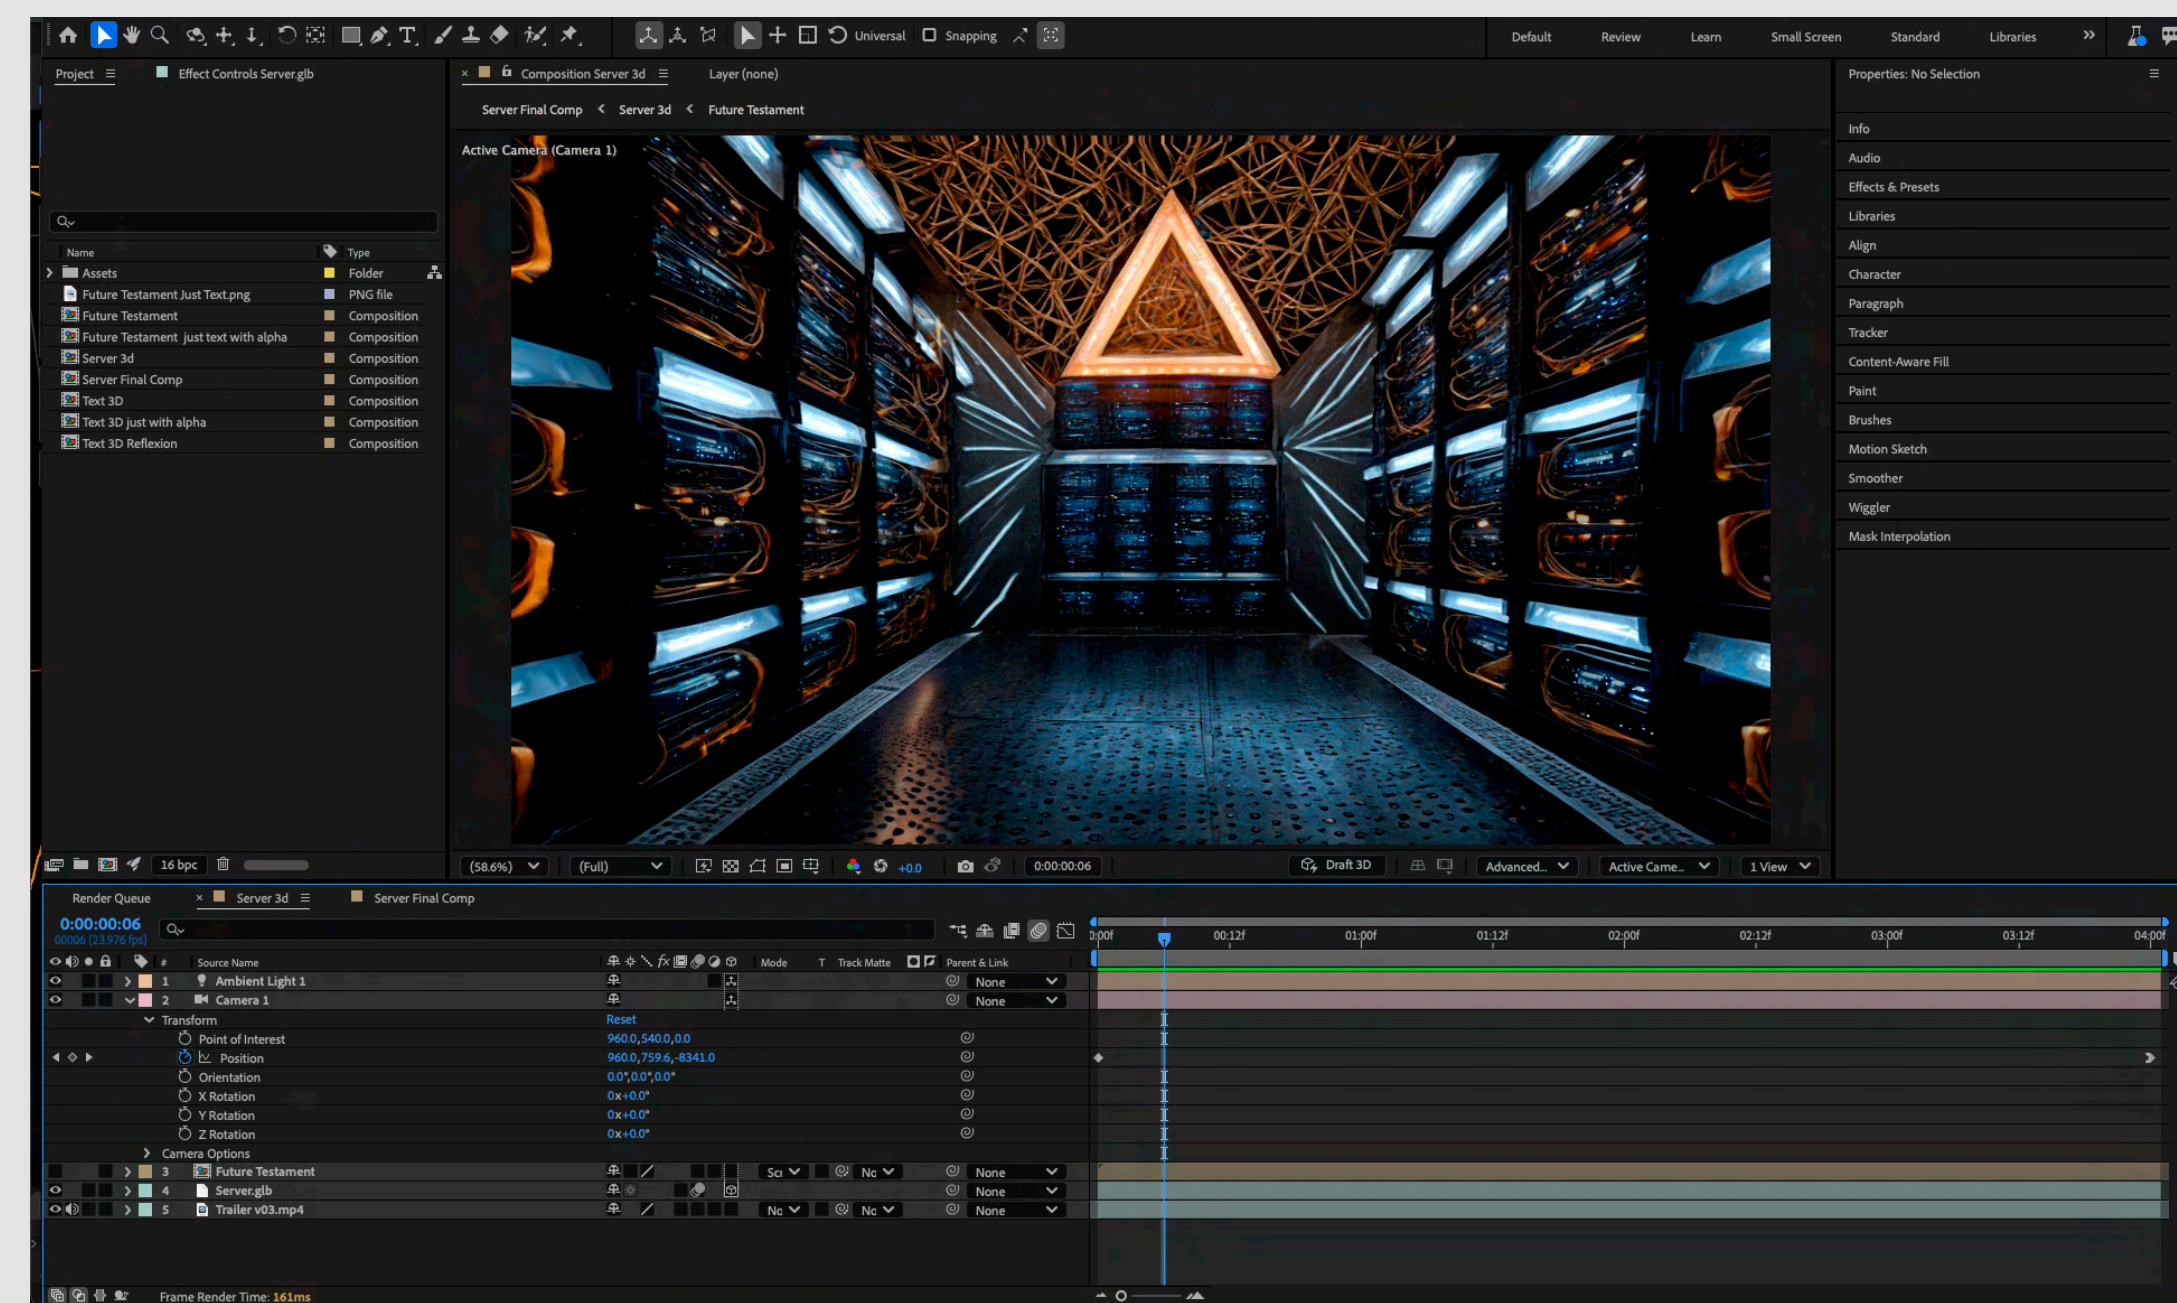 Universal Snapping Default Review Learn Small Screen Standard Libraries
Project Effect Controls Server.glb Composition Server 3d Layer (none) Properties: No Selection
Server Final Comp Server 3d Future Testament
Active Camera (Camera 1)
Info
Audio
Effects & Presets
Libraries
Align
Character
Paragraph
Tracker
Content-Aware Fill
Paint
Brushes
Motion Sketch
Smoother
Wiggler
Mask Interpolation
Name Type
Assets Folder
Future Testament Just Text.png PNG file
Future Testament Composition
Future Testament just text with alpha Composition
Server 3d Composition
Server Final Comp Composition
Text 3D Composition
Text 3D just with alpha Composition
Text 3D Reflexion Composition
16 bpc (58.6%) (Full) +0.0 0:00:00:06 Draft 3D Advanced... Active Came... 1 View
Render Queue Server 3d Server Final Comp
0:00:00:06
00006 (23.976 fps)
0:00f 00:12f 01:00f 01:12f 02:00f 02:12f 03:00f 03:12f 04:00f
# Source Name fx Mode T Track Matte Parent & Link
1 Ambient Light 1 None
2 Camera 1 None
Transform Reset
Point of Interest 960.0,540.0,0.0
Position 960.0,759.6,-8341.0
Orientation 0.0°,0.0°,0.0°
X Rotation 0x+0.0°
Y Rotation 0x+0.0°
Z Rotation 0x+0.0°
Camera Options
3 Future Testament Scr No None
4 Server.glb None
5 Trailer v03.mp4 No No None
Frame Render Time: 161ms